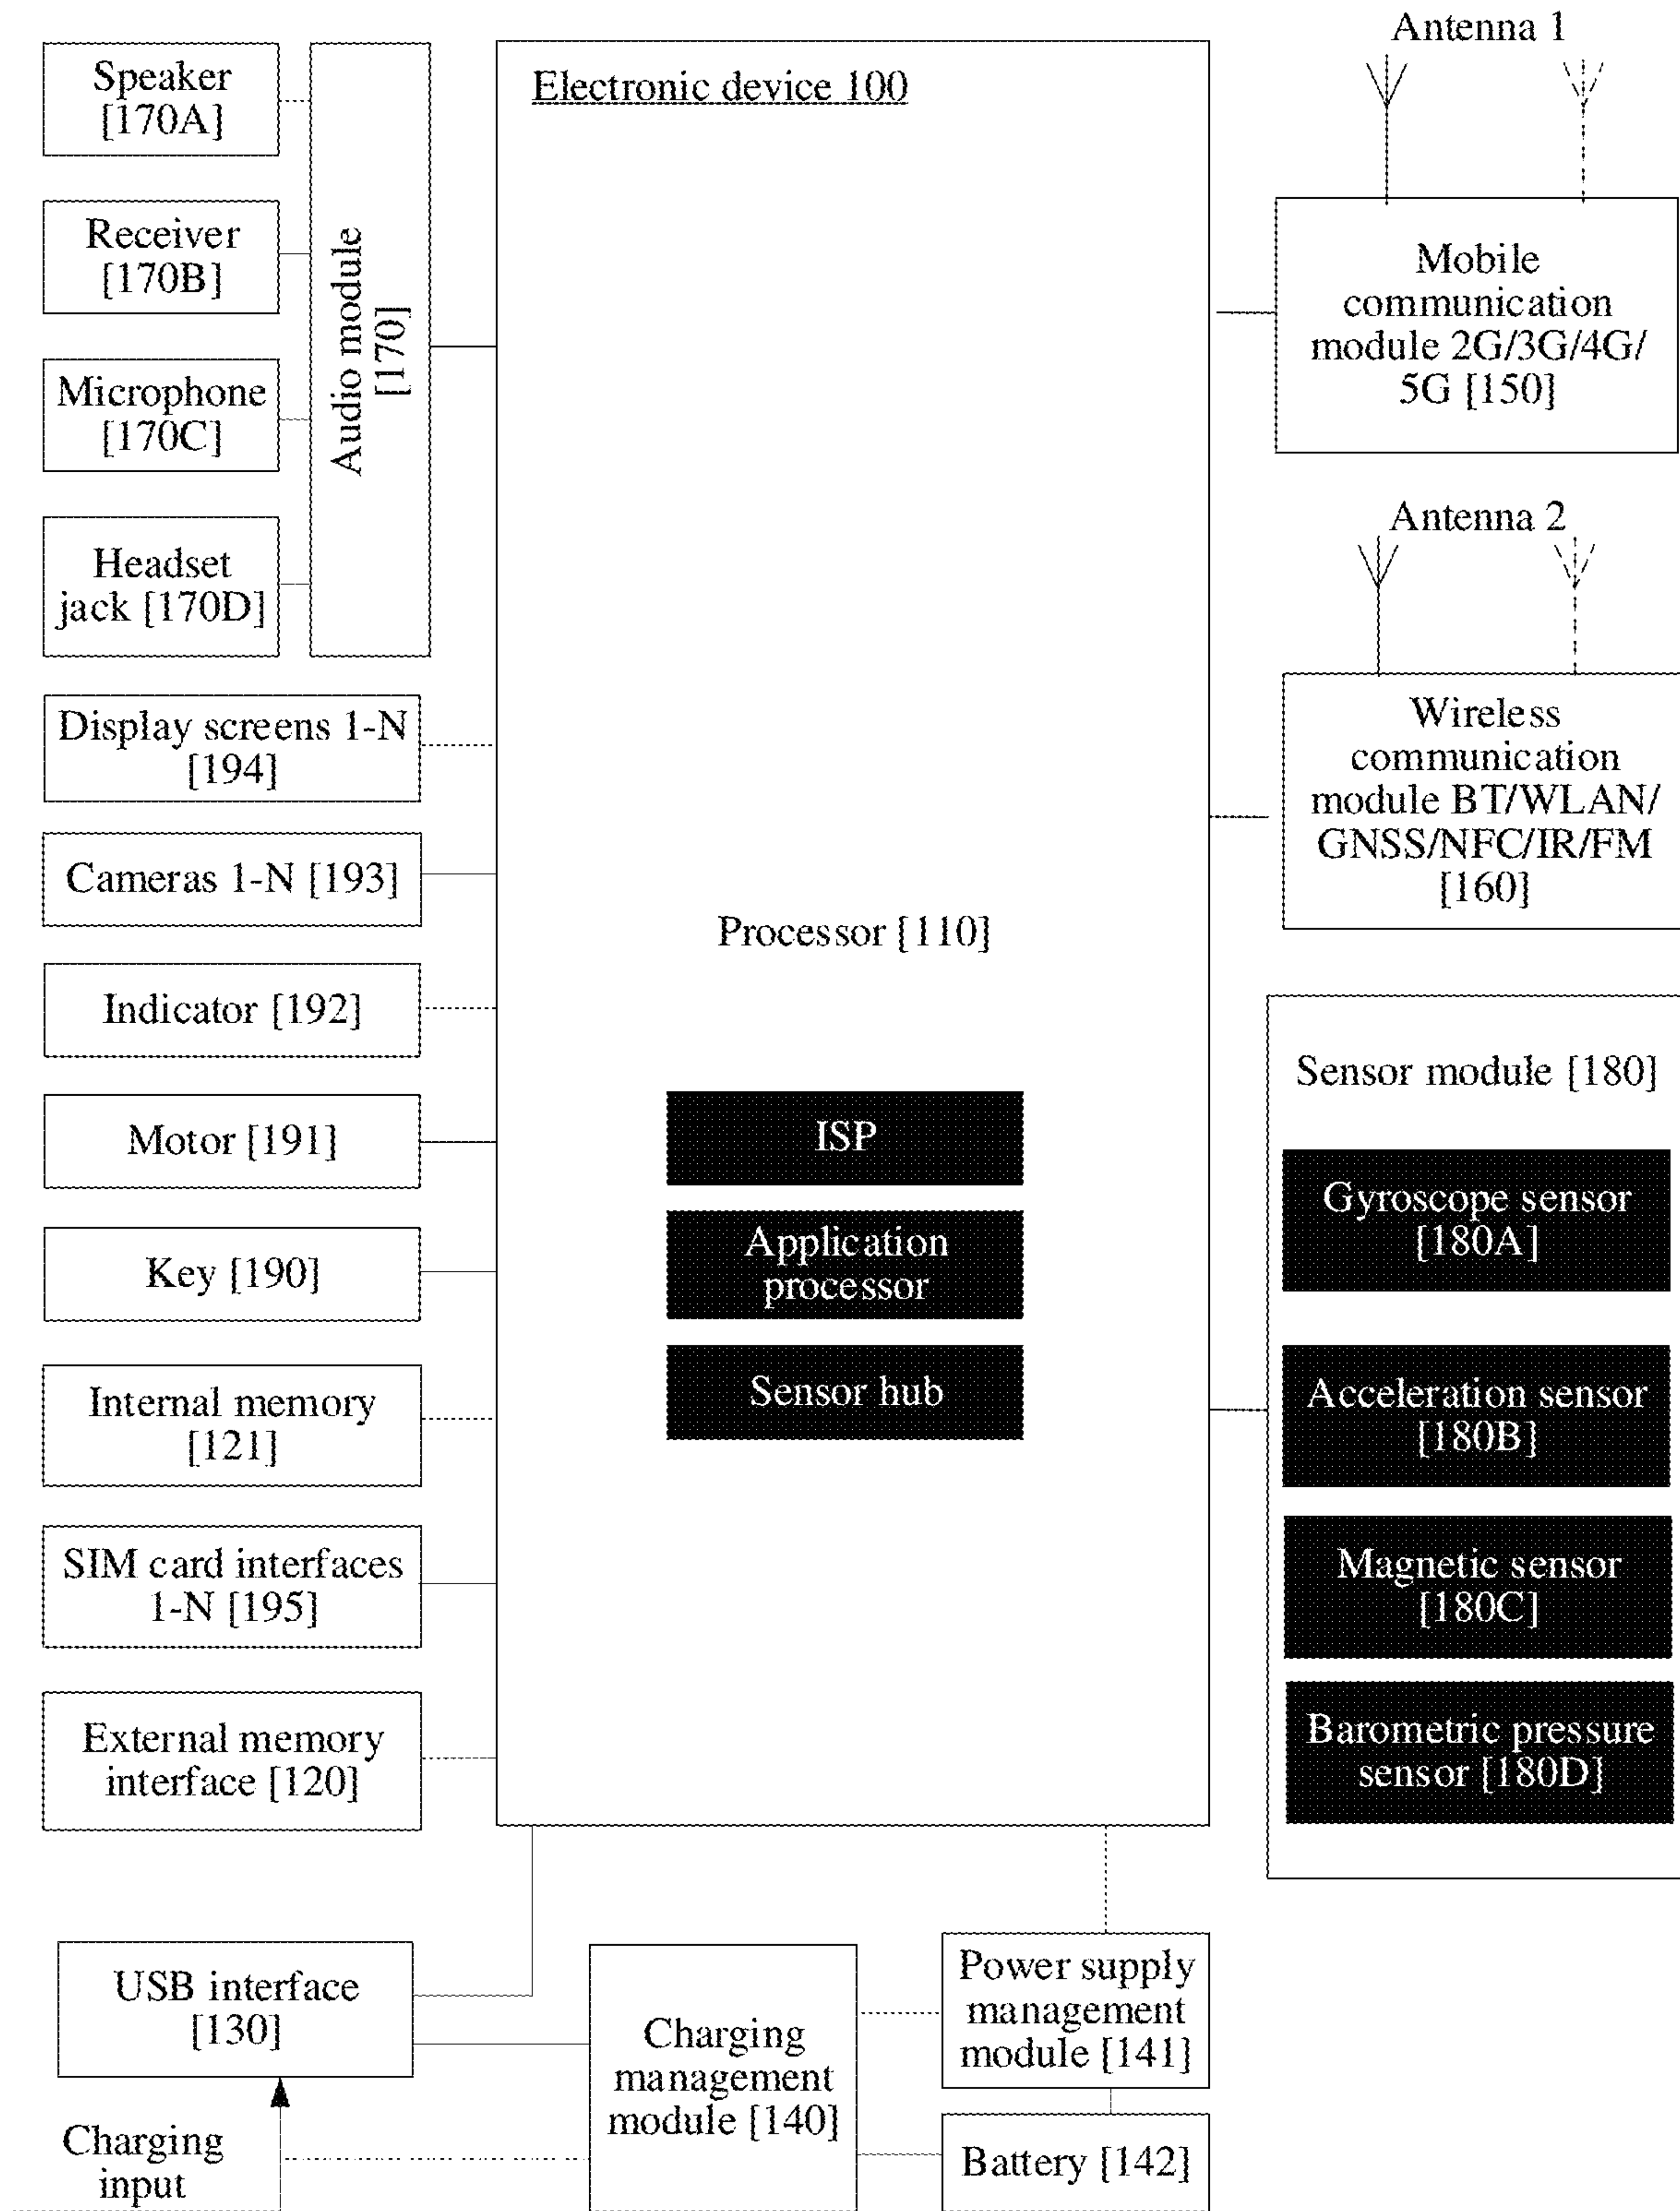 Speaker
[170A]
Receiver
[170B]
Microphone
[170C]
Headset
jack [170D]
Audio module
[170]
Display screens 1-N
[194]
Cameras 1-N [193]
Indicator [192]
Motor [191]
Key [190]
Internal memory
[121]
SIM card interfaces
1-N [195]
External memory
interface [120]
Electronic device 100
Processor [110]
ISP
Application
processor
Sensor hub
Antenna 1
Mobile
communication
module 2G/3G/4G/
5G [150]
Antenna 2
Wireless
communication
module BT/WLAN/
GNSS/NFC/IR/FM
[160]
Sensor module [180]
Gyroscope sensor
[180A]
Acceleration sensor
[180B]
Magnetic sensor
[180C]
Barometric pressure
sensor [180D]
USB interface
[130]
Charging
input
Charging
management
module [140]
Power supply
management
module [141]
Battery [142]